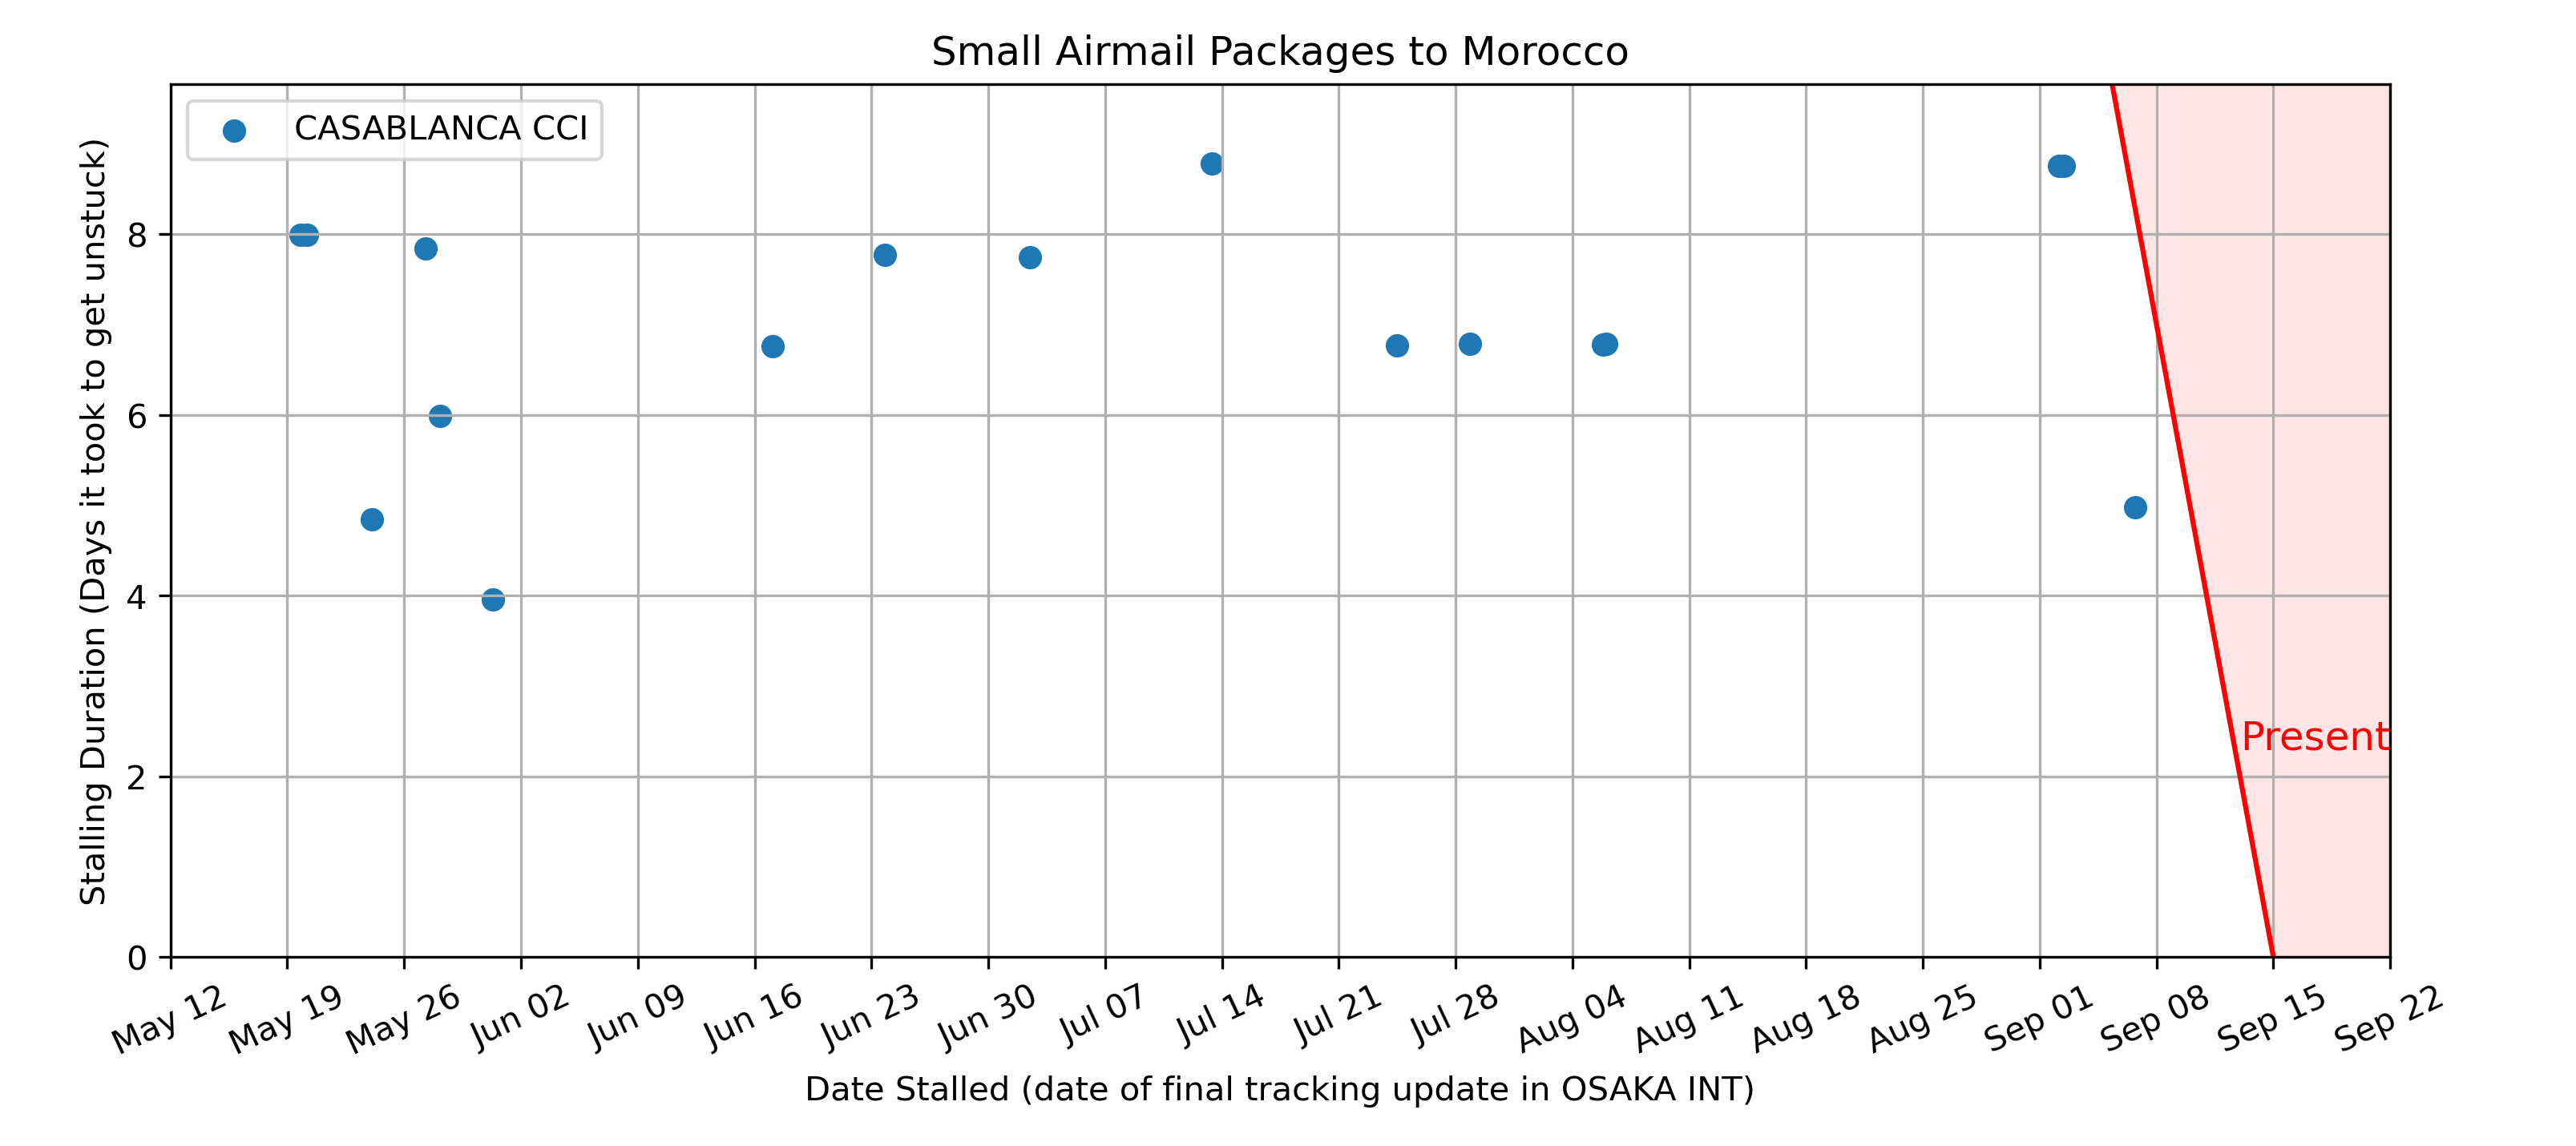 Small Airmail Packages to Morocco
CASABLANCA CCI
Stalling Duration (Days it took to get unstuck)
8
6
4
2
0
Present
May 12
May 19
May 26
Jun 02
Jun 09
Jun 16
Jun 23
Jun 30
Jul 07
Jul 14
Jul 21
Jul 28
Aug 04
Aug 11
Aug 18
Aug 25
Sep 01
Sep 08
Sep 15
Sep 22
Date Stalled (date of final tracking update in OSAKA INT)